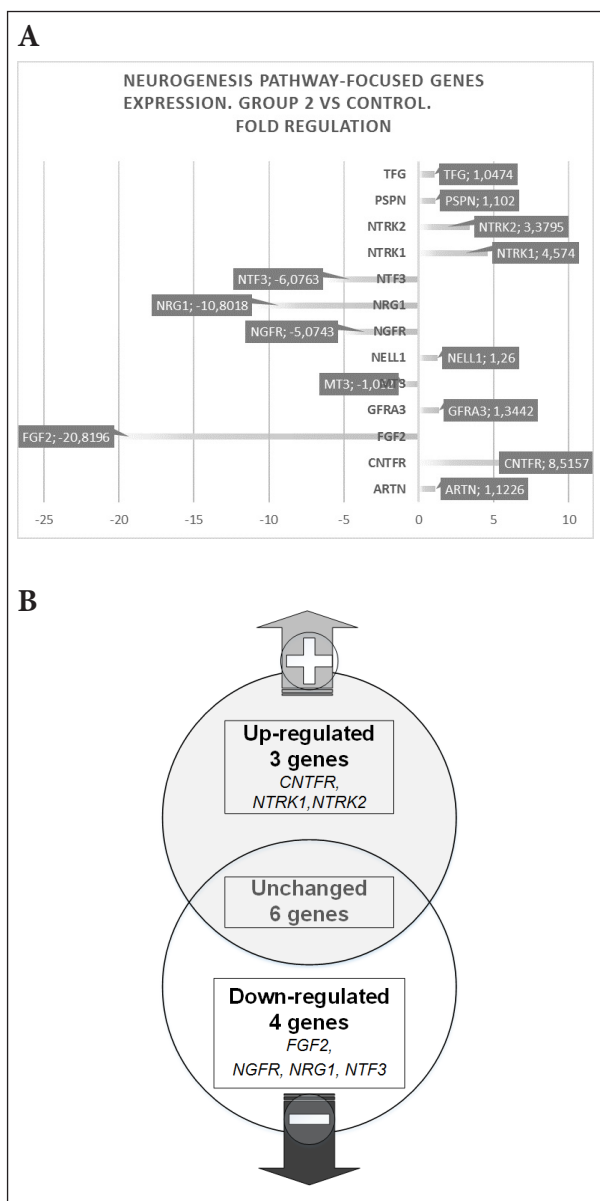 A
NEUROGENESIS PATHWAY-FOCUSED GENES
EXPRESSION. GROUP 2 VS CONTROL.
FOLD REGULATION
TFG
TFG; 1,0474
PSPN
PSPN; 1,102
NTRK2
NTRK2; 3,3795
NTRK1
NTRK1; 4,574
NTF3; -6,0763
NTF3
NRG1; -10,8018
NRG1
NGFR; -5,0743
NGFR
NELL1
NELL1; 1,26
MT3;
GFRA3
GFRA3; 1,3442
FGF2; -20,8196
FGF2
CNTFR
CNTFR; 8,5157
ARTN
ARTN; 1,1226
-25 -20 -15 -10 -5 0 5 10
B
Up-regulated
3 genes
CNTFR,
NTRK1,NTRK2
Unchanged
6 genes
Down-regulated
4 genes
FGF2,
NGFR, NRG1, NTF3